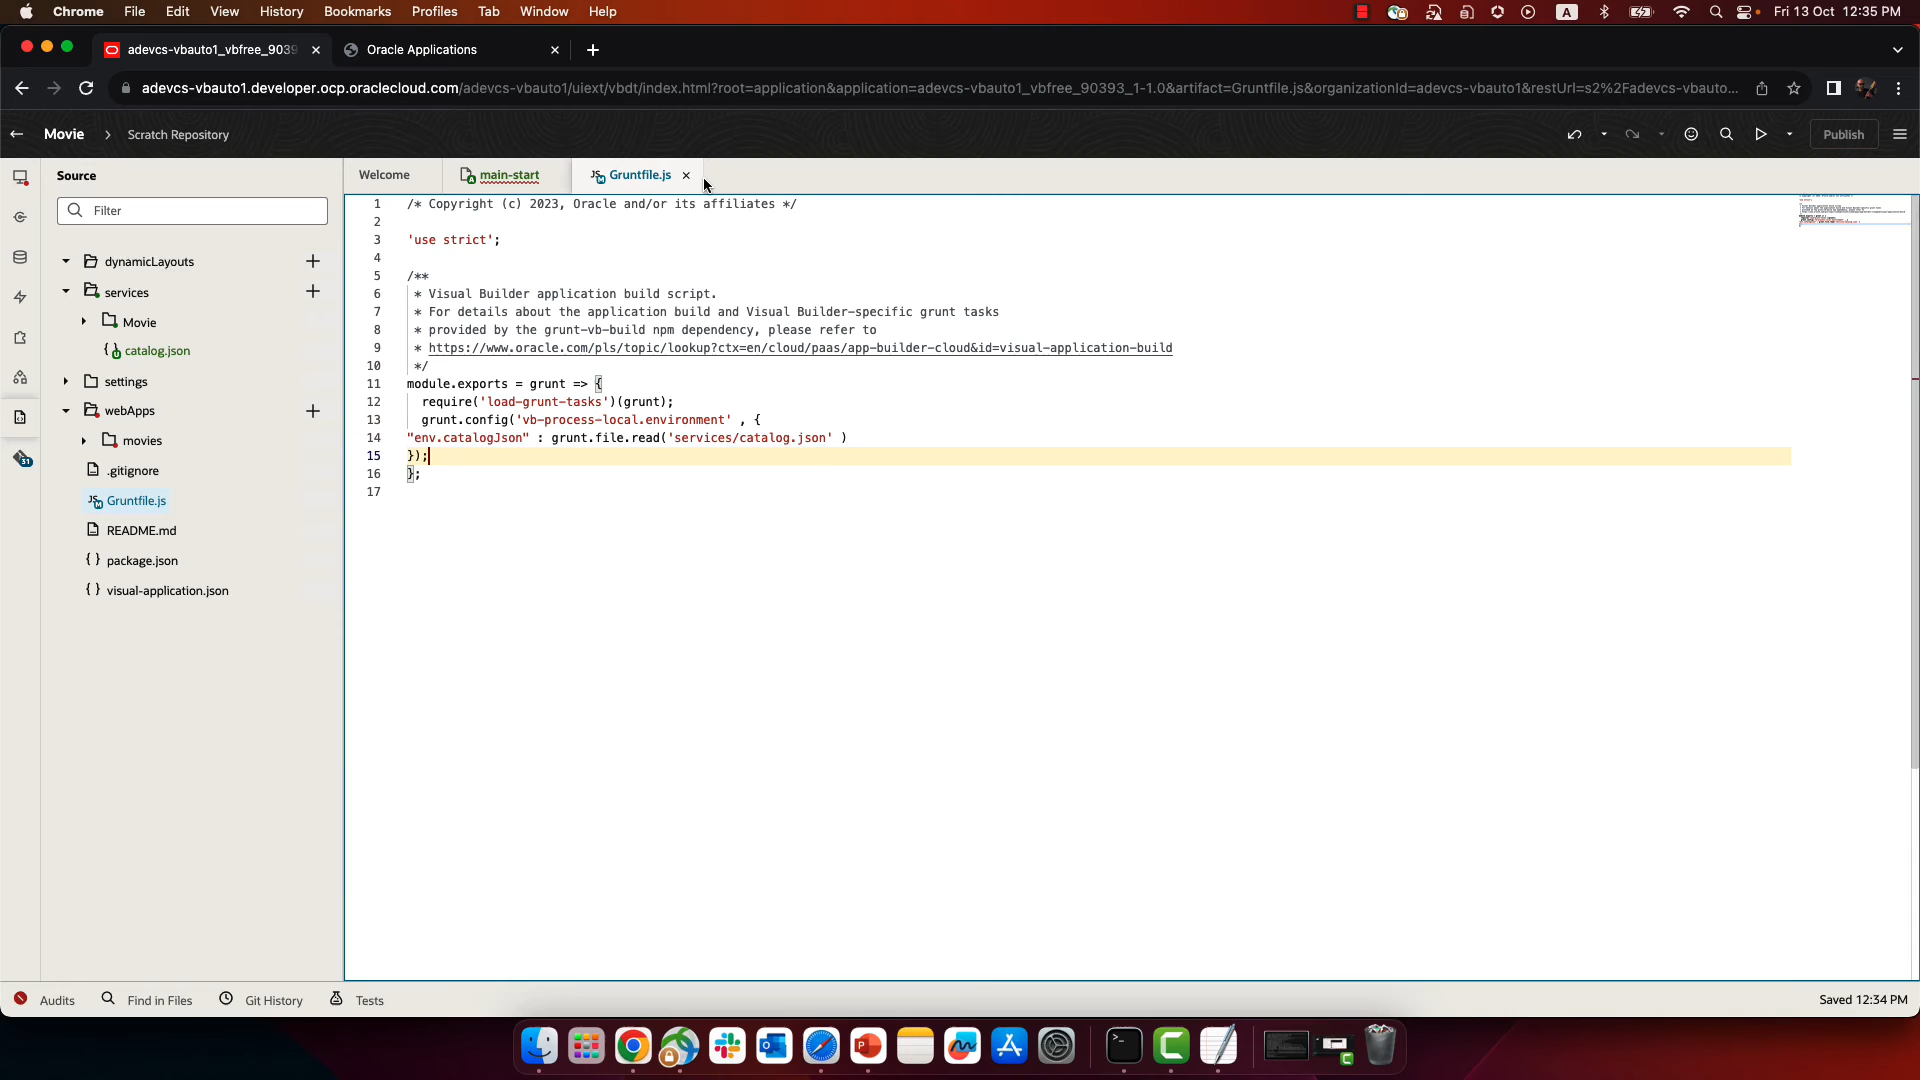 Chrome File Edit View History Bookmarks Profiles Tab Window Help
A
Fri 13 Oct 12:35 PM
adevcs-vbauto1_vbfree_9039
Oracle Applications
adevcs-vbauto1.developer.ocp.oraclecloud.com/adevcs-vbauto1/uiext/vbdt/index.html?root=application&application=adevcs-vbauto1_vbfree_90393_1-1.0&artifact=Gruntfile.js&organizationId=adevcs-vbauto1&restUrl=s2%2Fadevcs-vbauto...
Movie > Scratch Repository
Publish
Source
Welcome
main-start
JS Gruntfile.js
Filter
dynamicLayouts
services
Movie
catalog.json
settings
webApps
movies
.gitignore
JS Gruntfile.js
README.md
package.json
visual-application.json
31
1 /* Copyright (c) 2023, Oracle and/or its affiliates */
2
3 'use strict';
4
5 /**
6 * Visual Builder application build script.
7 * For details about the application build and Visual Builder-specific grunt tasks
8 * provided by the grunt-vb-build npm dependency, please refer to
9 * https://www.oracle.com/pls/topic/lookup?ctx=en/cloud/paas/app-builder-cloud&id=visual-application-build
10 */
11 module.exports = grunt => {
12 require('load-grunt-tasks')(grunt);
13 grunt.config('vb-process-local.environment' , {
14 "env.catalogJson" : grunt.file.read('services/catalog.json' )
15 });
16 };
17
Audits
Find in Files
Git History
Tests
Saved 12:34 PM